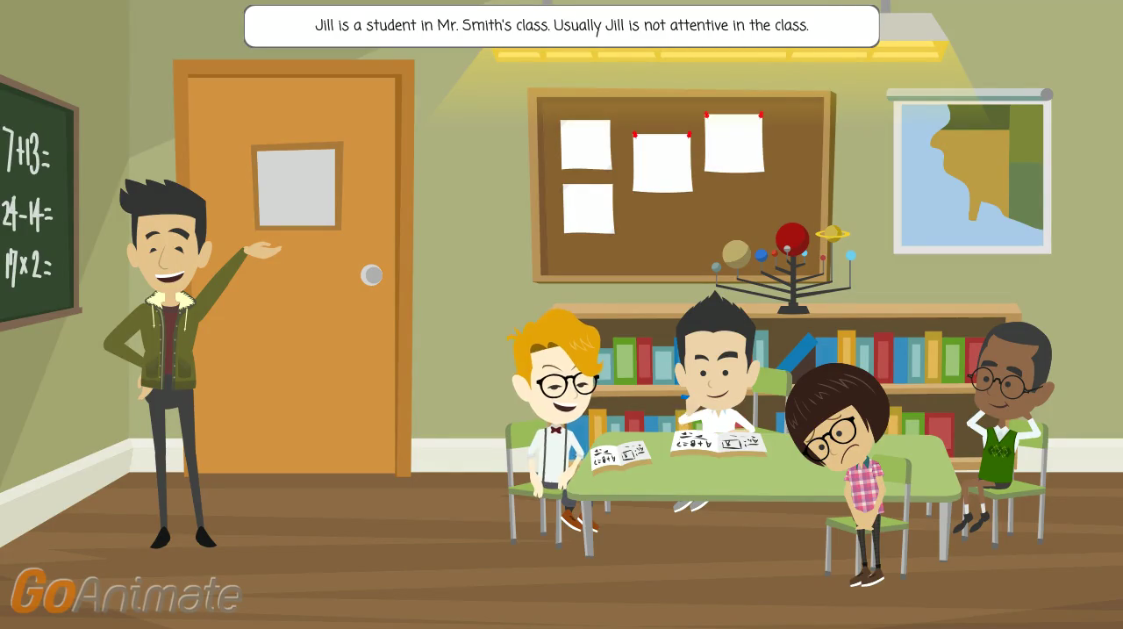 Jill is a student in Mr. Smith's class. Usually Jill is not attentive in the class.
7+13=
24-14=
17x2=
A+B=?
A+B=?
GoAnimate